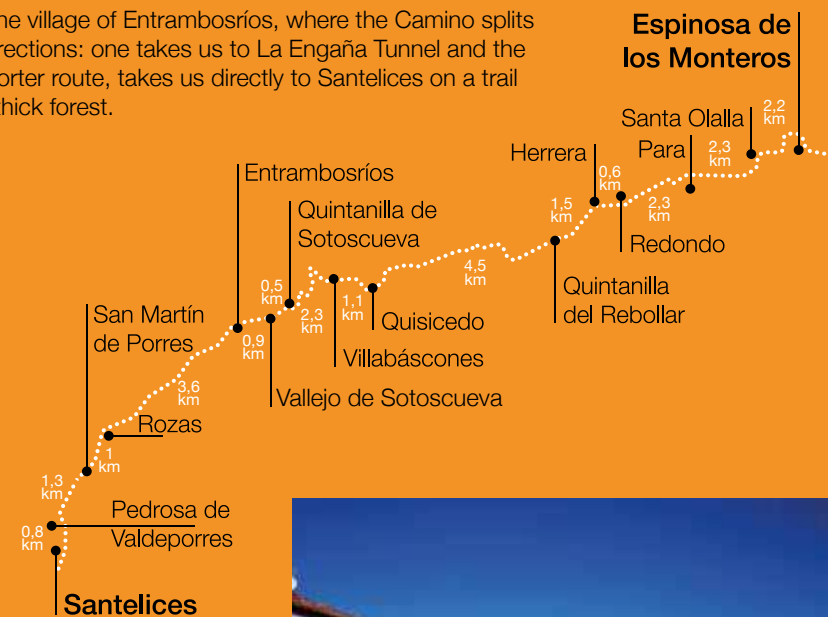 he village of Entrambosríos, where the Camino splits
rections: one takes us to La Engaña Tunnel and the
orter route, takes us directly to Santelices on a trail
hick forest.
Espinosa de
los Monteros
2,2
km
Santa Olalla
2,3
km
Para
Herrera
0,6
km
2,3
km
1,5
km
Redondo
Entrambosríos
Quintanilla de
Sotoscueva
4,5
km
Quintanilla
del Rebollar
0,5
km
2,3
km
1,1
km
Quisicedo
San Martín
de Porres
0,9
km
Villabáscones
3,6
km
Vallejo de Sotoscueva
Rozas
1
km
1,3
km
Pedrosa de
Valdeporres
0,8
km
Santelices